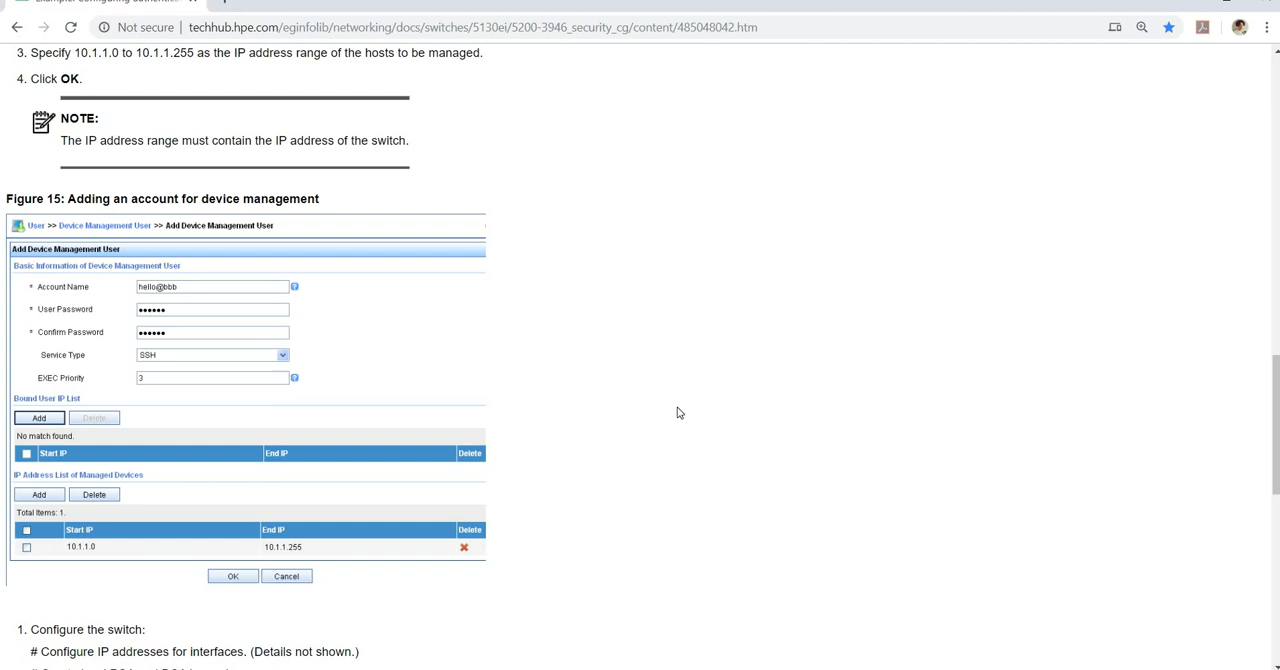 Not secure | techhub.hpe.com/eginfolib/networking/docs/switches/5130ei/5200-3946_security_cg/content/485048042.htm
3. Specify 10.1.1.0 to 10.1.1.255 as the IP address range of the hosts to be managed.
4. Click OK.
NOTE:
The IP address range must contain the IP address of the switch.
Figure 15: Adding an account for device management
User >> Device Management User >> Add Device Management User
Add Device Management User
Basic Information of Device Management User
* Account Name hello@bbb
* User Password ••••••
* Confirm Password ••••••
Service Type SSH
EXEC Priority 3
Bound User IP List
Add Delete
No match found.
Start IP End IP Delete
IP Address List of Managed Devices
Add Delete
Total Items: 1.
Start IP End IP Delete
10.1.1.0 10.1.1.255
OK Cancel
1. Configure the switch:
# Configure IP addresses for interfaces. (Details not shown.)